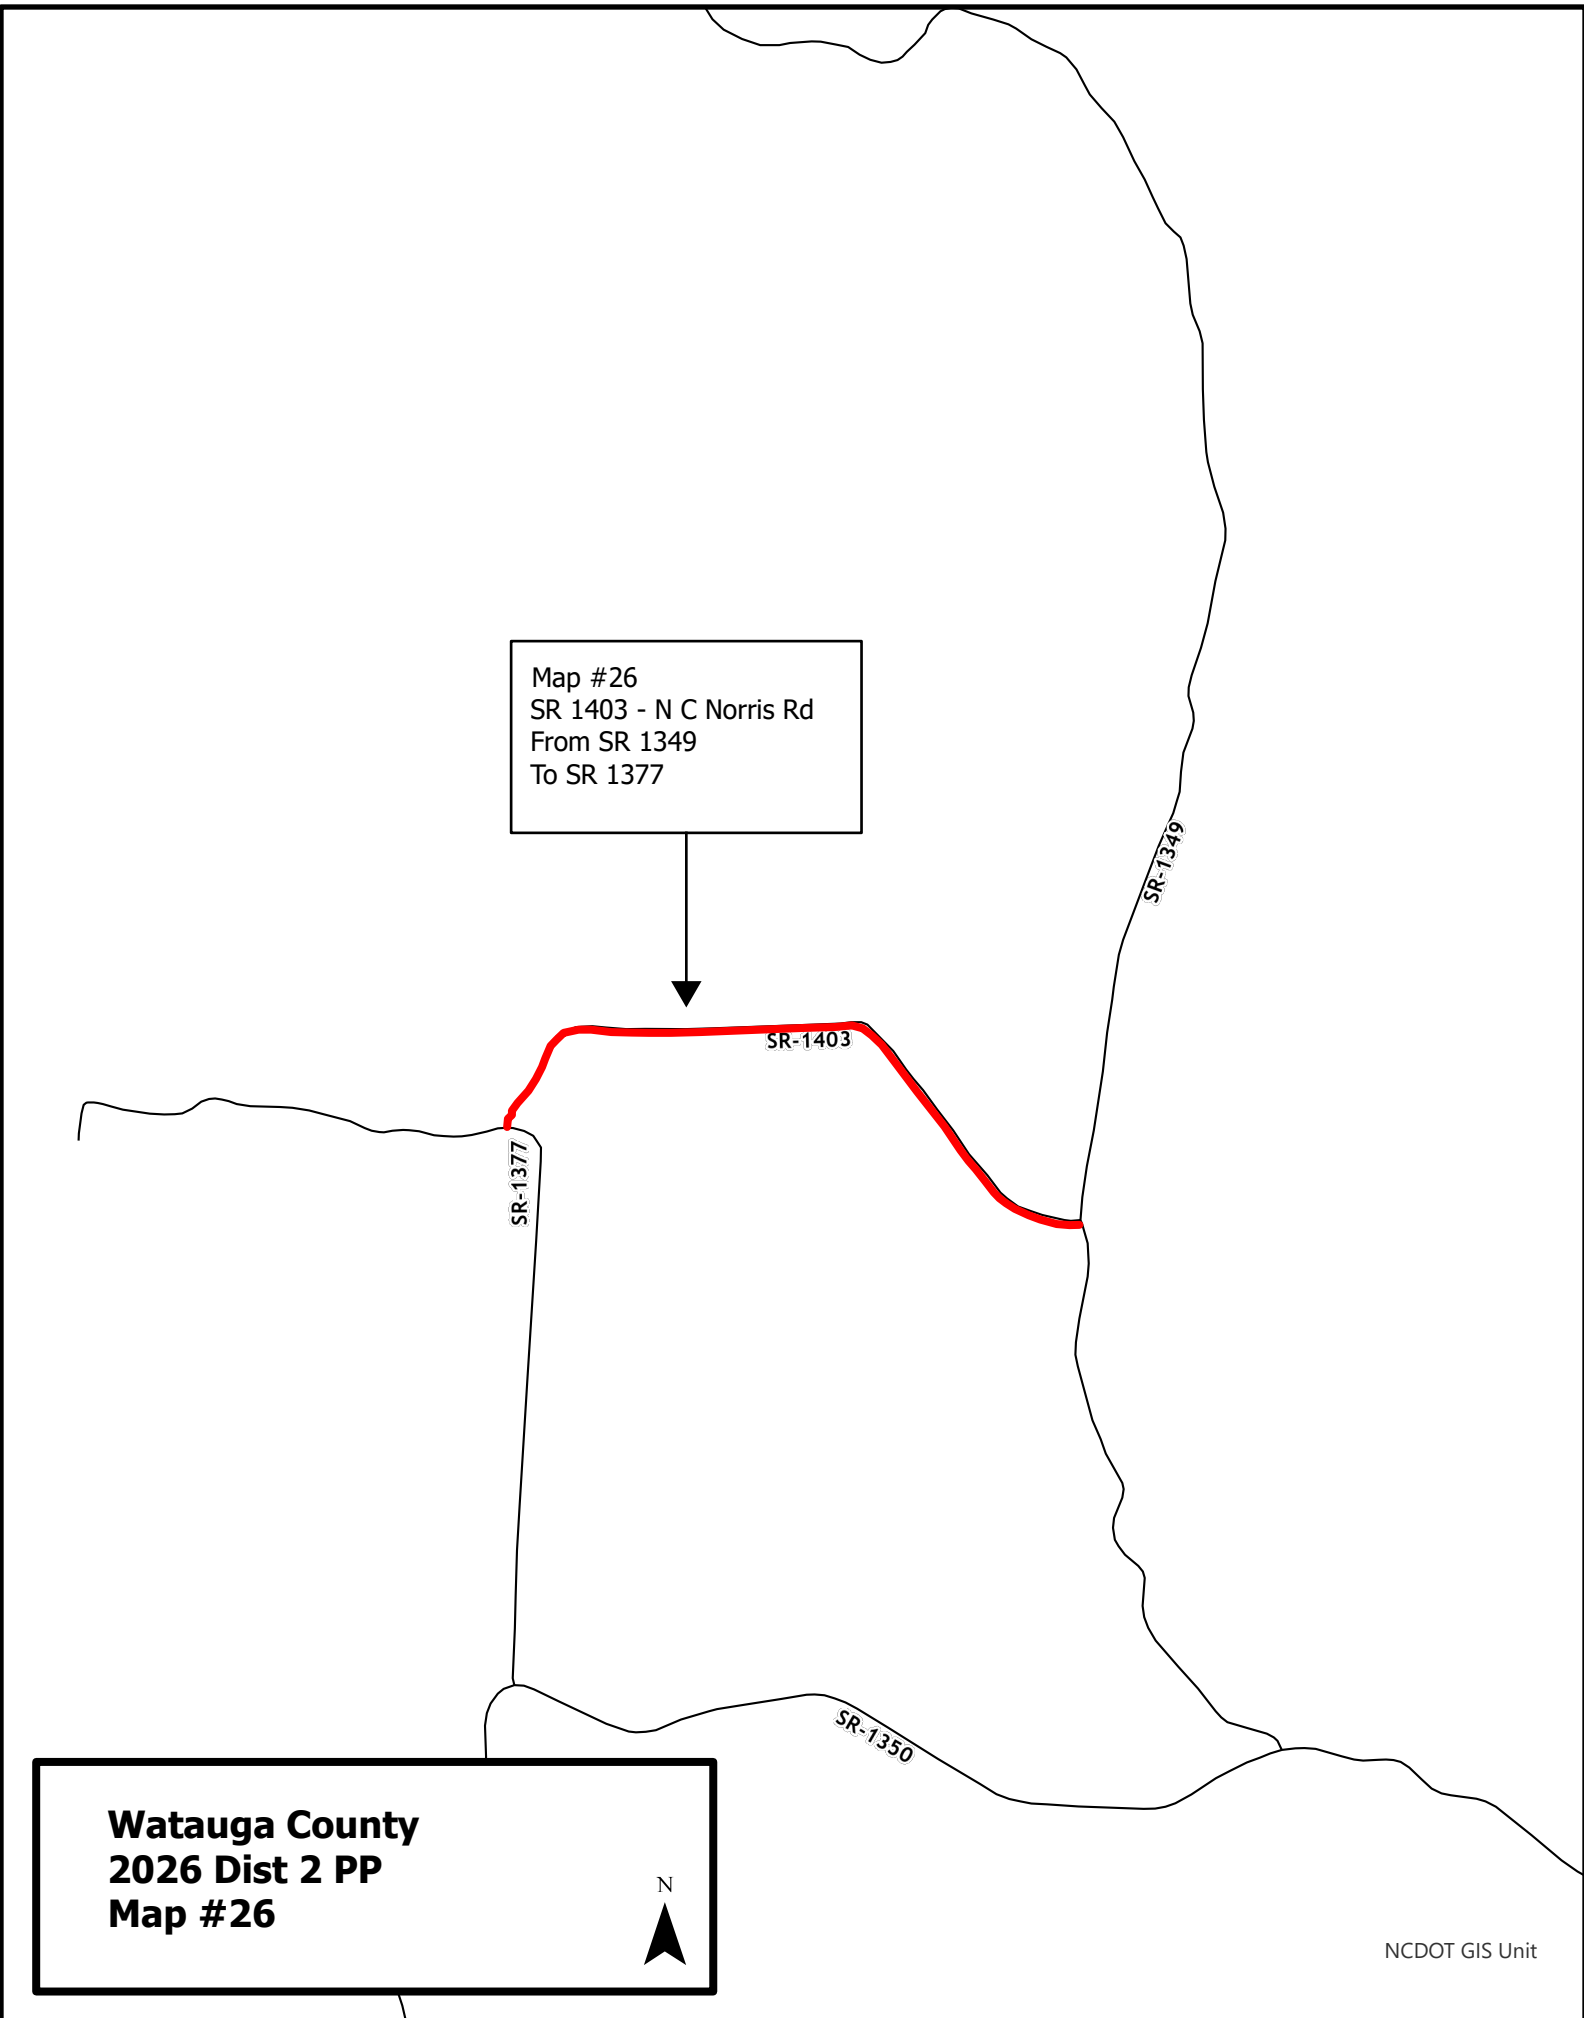 Map #26
SR 1403 - N C Norris Rd
From SR 1349
To SR 1377
SR-1349
SR-1403
SR-1377
SR-1350
Watauga County
2026 Dist 2 PP
Map #26
N
NCDOT GIS Unit